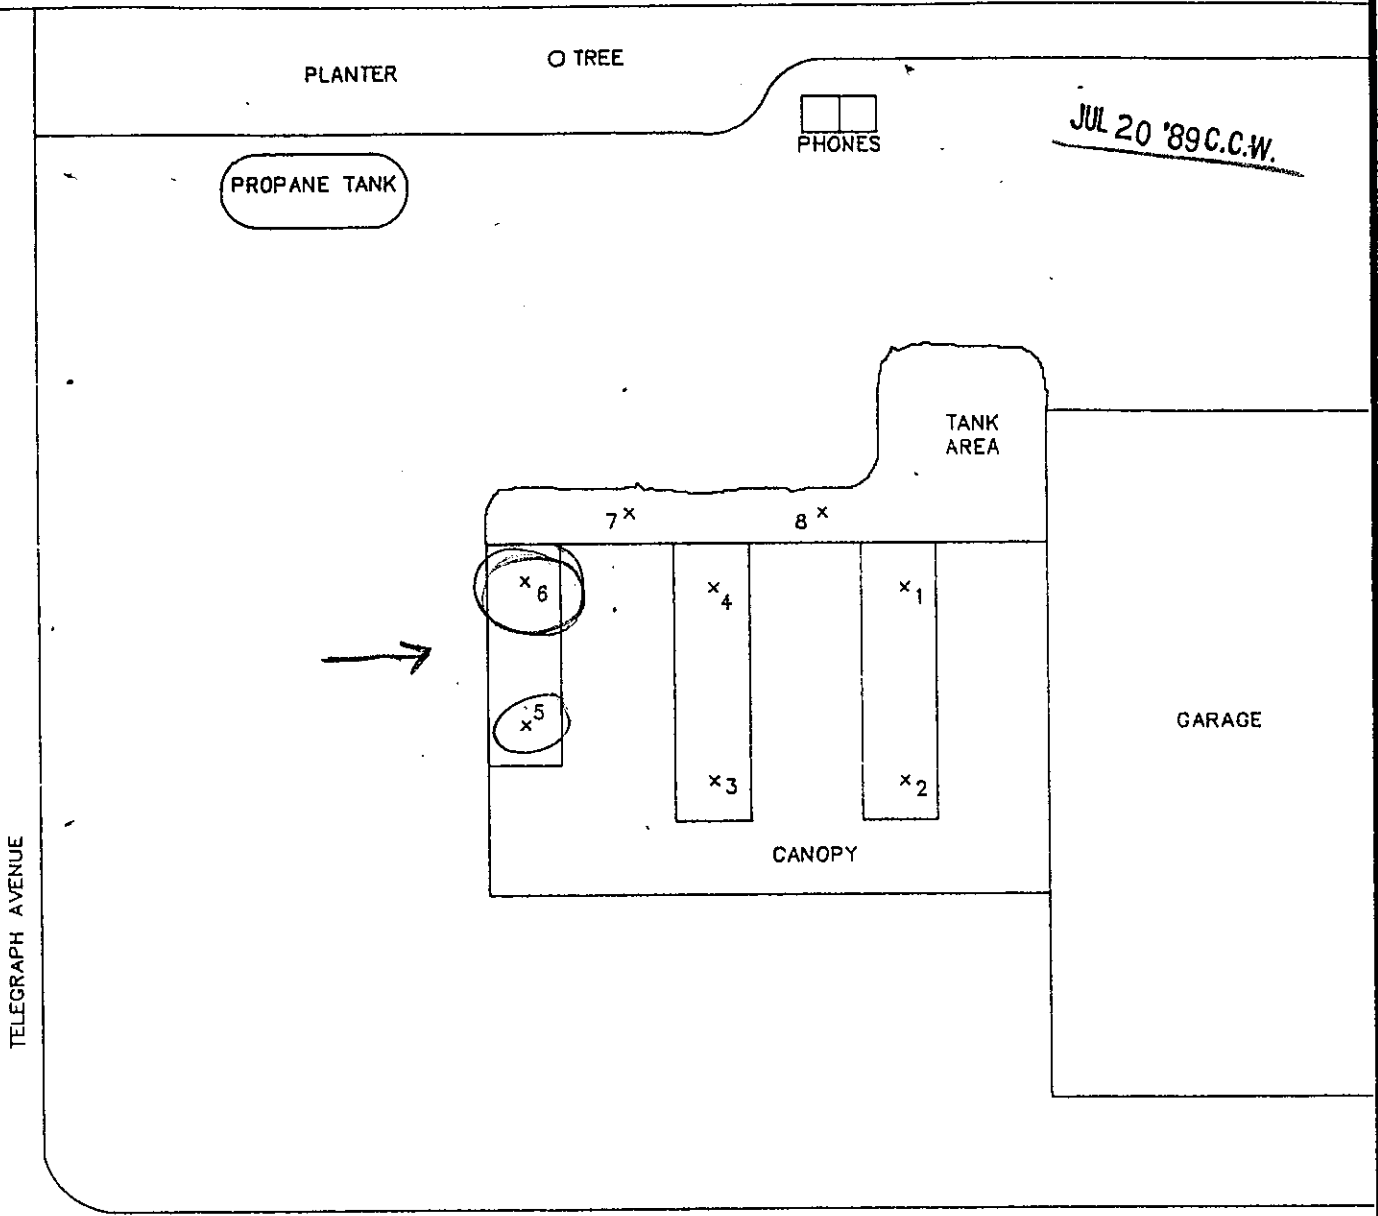 TREE
PLANTER
JUL 20 '89 C.C.W.
PHONES
PROPANE TANK
TANK
AREA
7
8
6
4
1
5
GARAGE
3
2
CANOPY
TELEGRAPH AVENUE